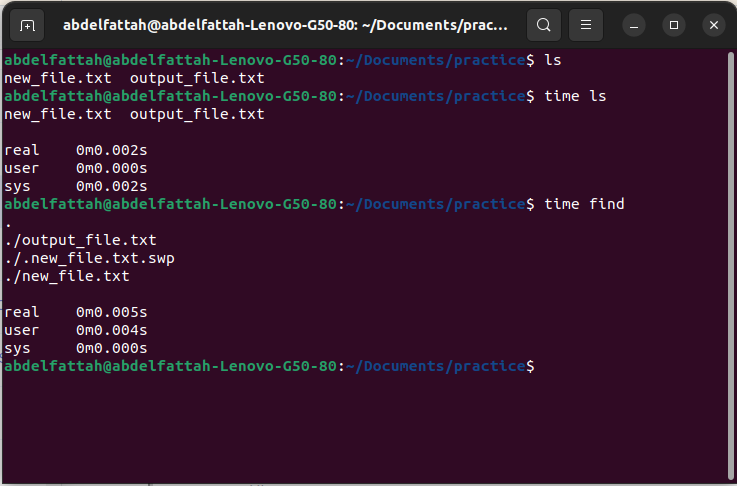 abdelfattah@abdelfattah-Lenovo-G50-80: ~/Documents/prac...
abdelfattah@abdelfattah-Lenovo-G50-80:~/Documents/practice$ ls
new_file.txt  output_file.txt
abdelfattah@abdelfattah-Lenovo-G50-80:~/Documents/practice$ time ls
new_file.txt  output_file.txt
real    0m0.002s
user    0m0.000s
sys     0m0.002s
abdelfattah@abdelfattah-Lenovo-G50-80:~/Documents/practice$ time find
.
./output_file.txt
./.new_file.txt.swp
./new_file.txt
real    0m0.005s
user    0m0.004s
sys     0m0.000s
abdelfattah@abdelfattah-Lenovo-G50-80:~/Documents/practice$